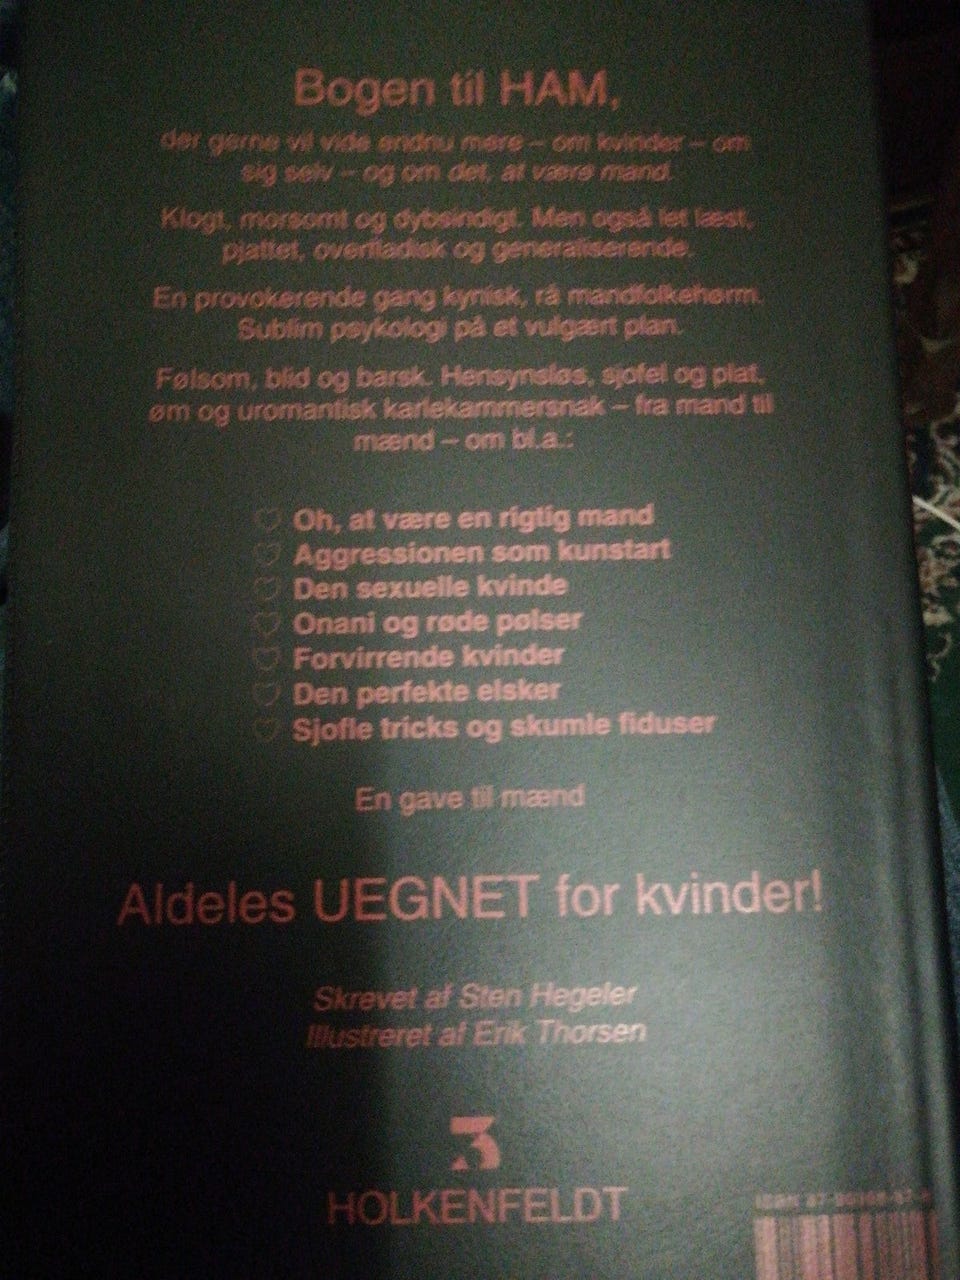 Bogen til HAM,
der gerne vil vide endnu mere – om kvinder – om
sig selv – og om det, at være mand.
Klogt, morsomt og dybsindigt. Men også let læst,
pjattet, overfladisk og generaliserende.
En provokerende gang kynisk, rå mandfolkehørm.
Sublim psykologi på et vulgært plan.
Følsom, blid og barsk. Hensynsløs, sjofel og plat,
øm og uromantisk karlekammersnak – fra mand til
mænd – om bl.a.:
Oh, at være en rigtig mand
Aggressionen som kunstart
Den sexuelle kvinde
Onani og røde pølser
Forvirrende kvinder
Den perfekte elsker
Sjofle tricks og skumle fiduser
En gave til mænd
Aldeles UEGNET for kvinder!
Skrevet af Sten Hegeler
Illustreret af Erik Thorsen
3
HOLKENFELDT
ISBN